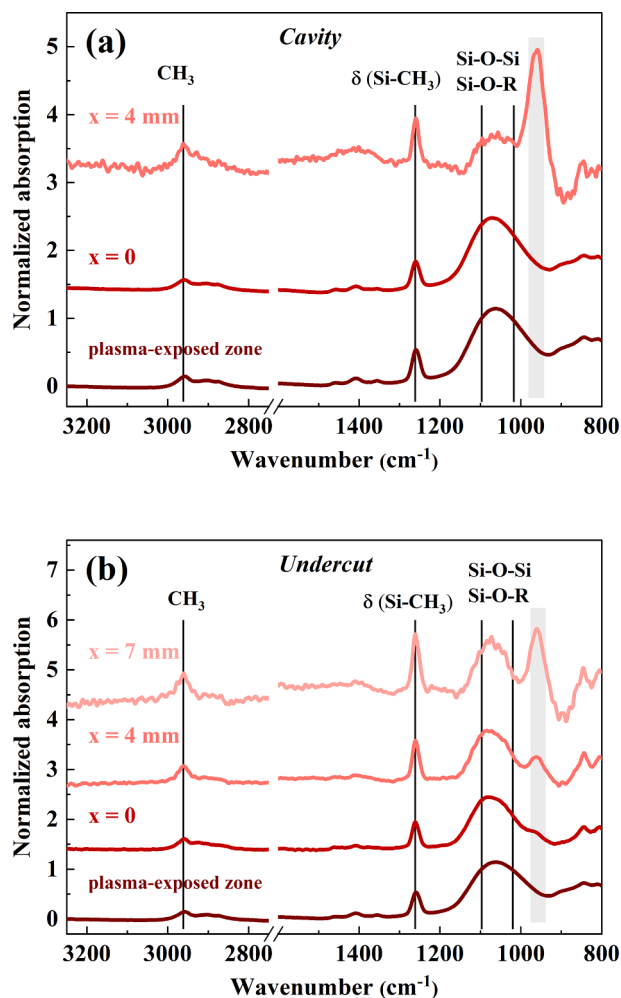 (a)
Cavity
CH3
δ (Si-CH3)
Si-O-Si
Si-O-R
x = 4 mm
x = 0
plasma-exposed zone
Normalized absorption
5
4
3
2
1
0
3200 3000 2800 1400 1200 1000 800
Wavenumber (cm-1)
(b)
Undercut
CH3
δ (Si-CH3)
Si-O-Si
Si-O-R
x = 7 mm
x = 4 mm
x = 0
plasma-exposed zone
Normalized absorption
7
6
5
4
3
2
1
0
3200 3000 2800 1400 1200 1000 800
Wavenumber (cm-1)